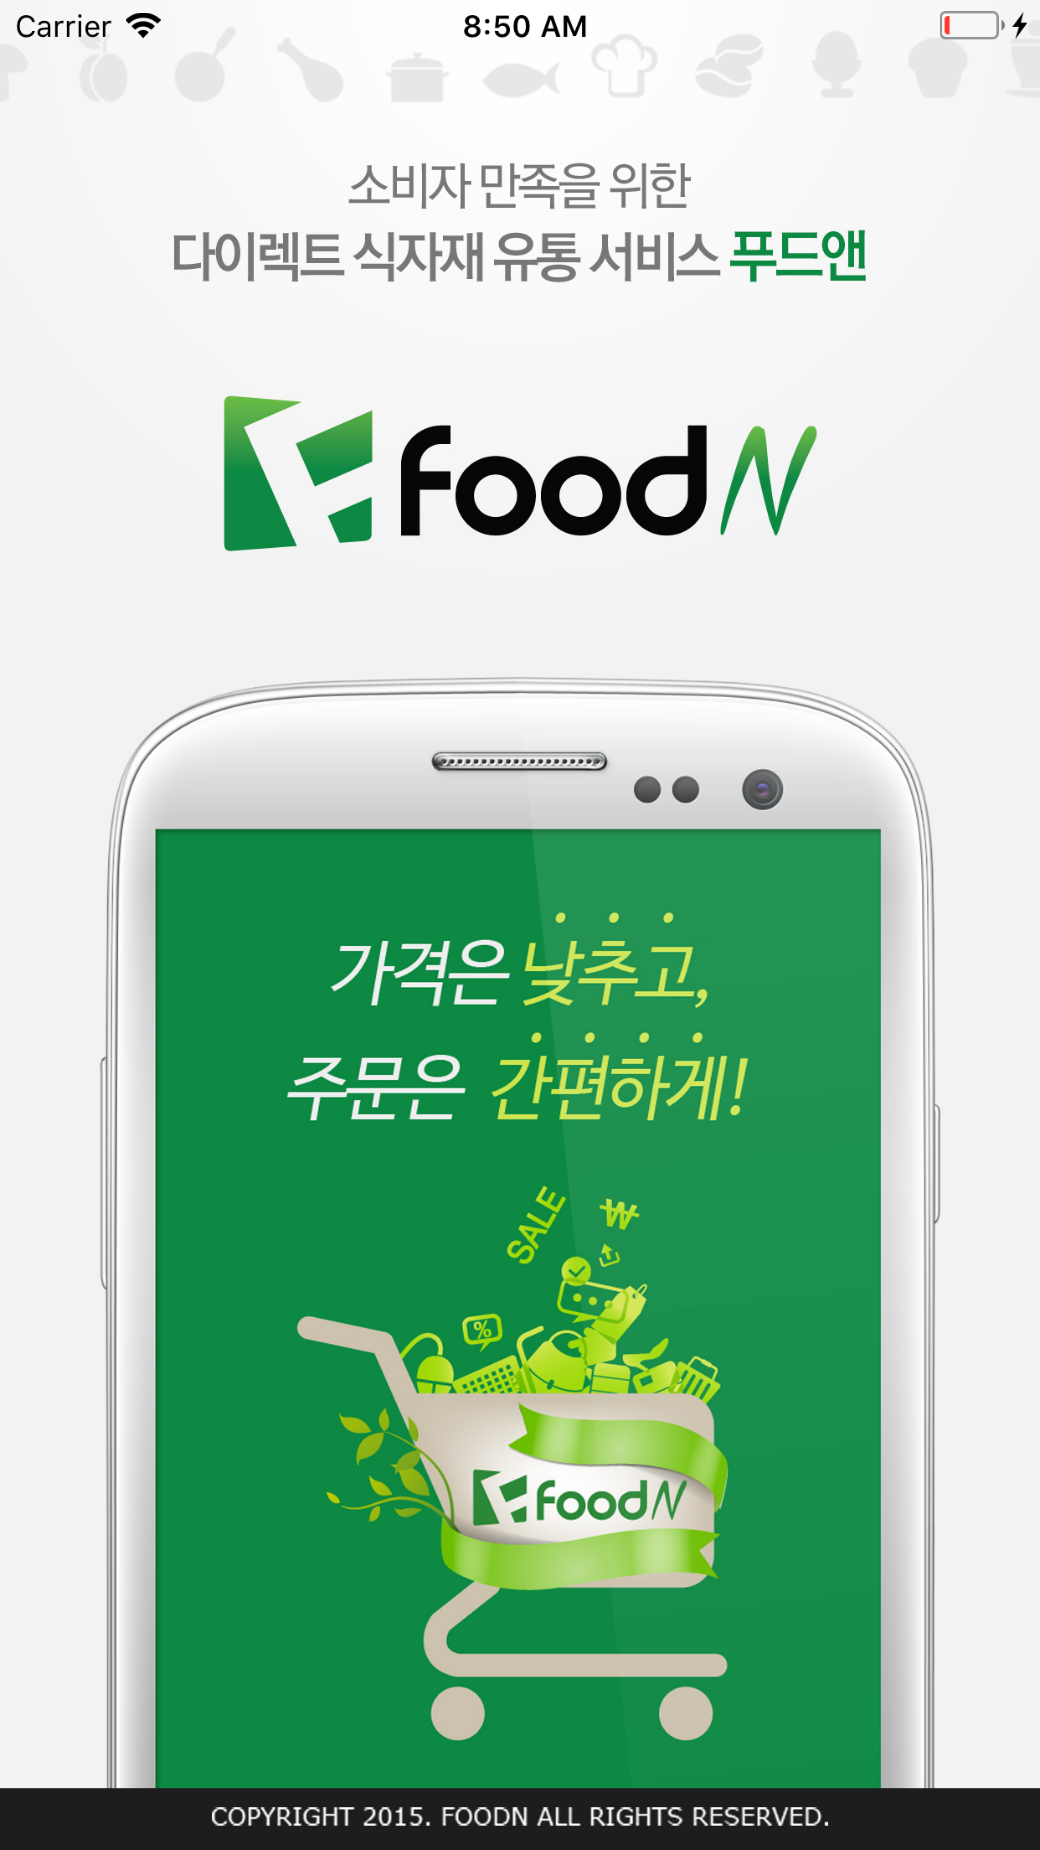 Carrier
8:50 AM
소비자 만족을 위한
다이렉트 식자재 유통 서비스 푸드앤
foodN
가격은 낮추고,
주문은 간편하게!
SALE
₩
%
foodN
COPYRIGHT 2015. FOODN ALL RIGHTS RESERVED.